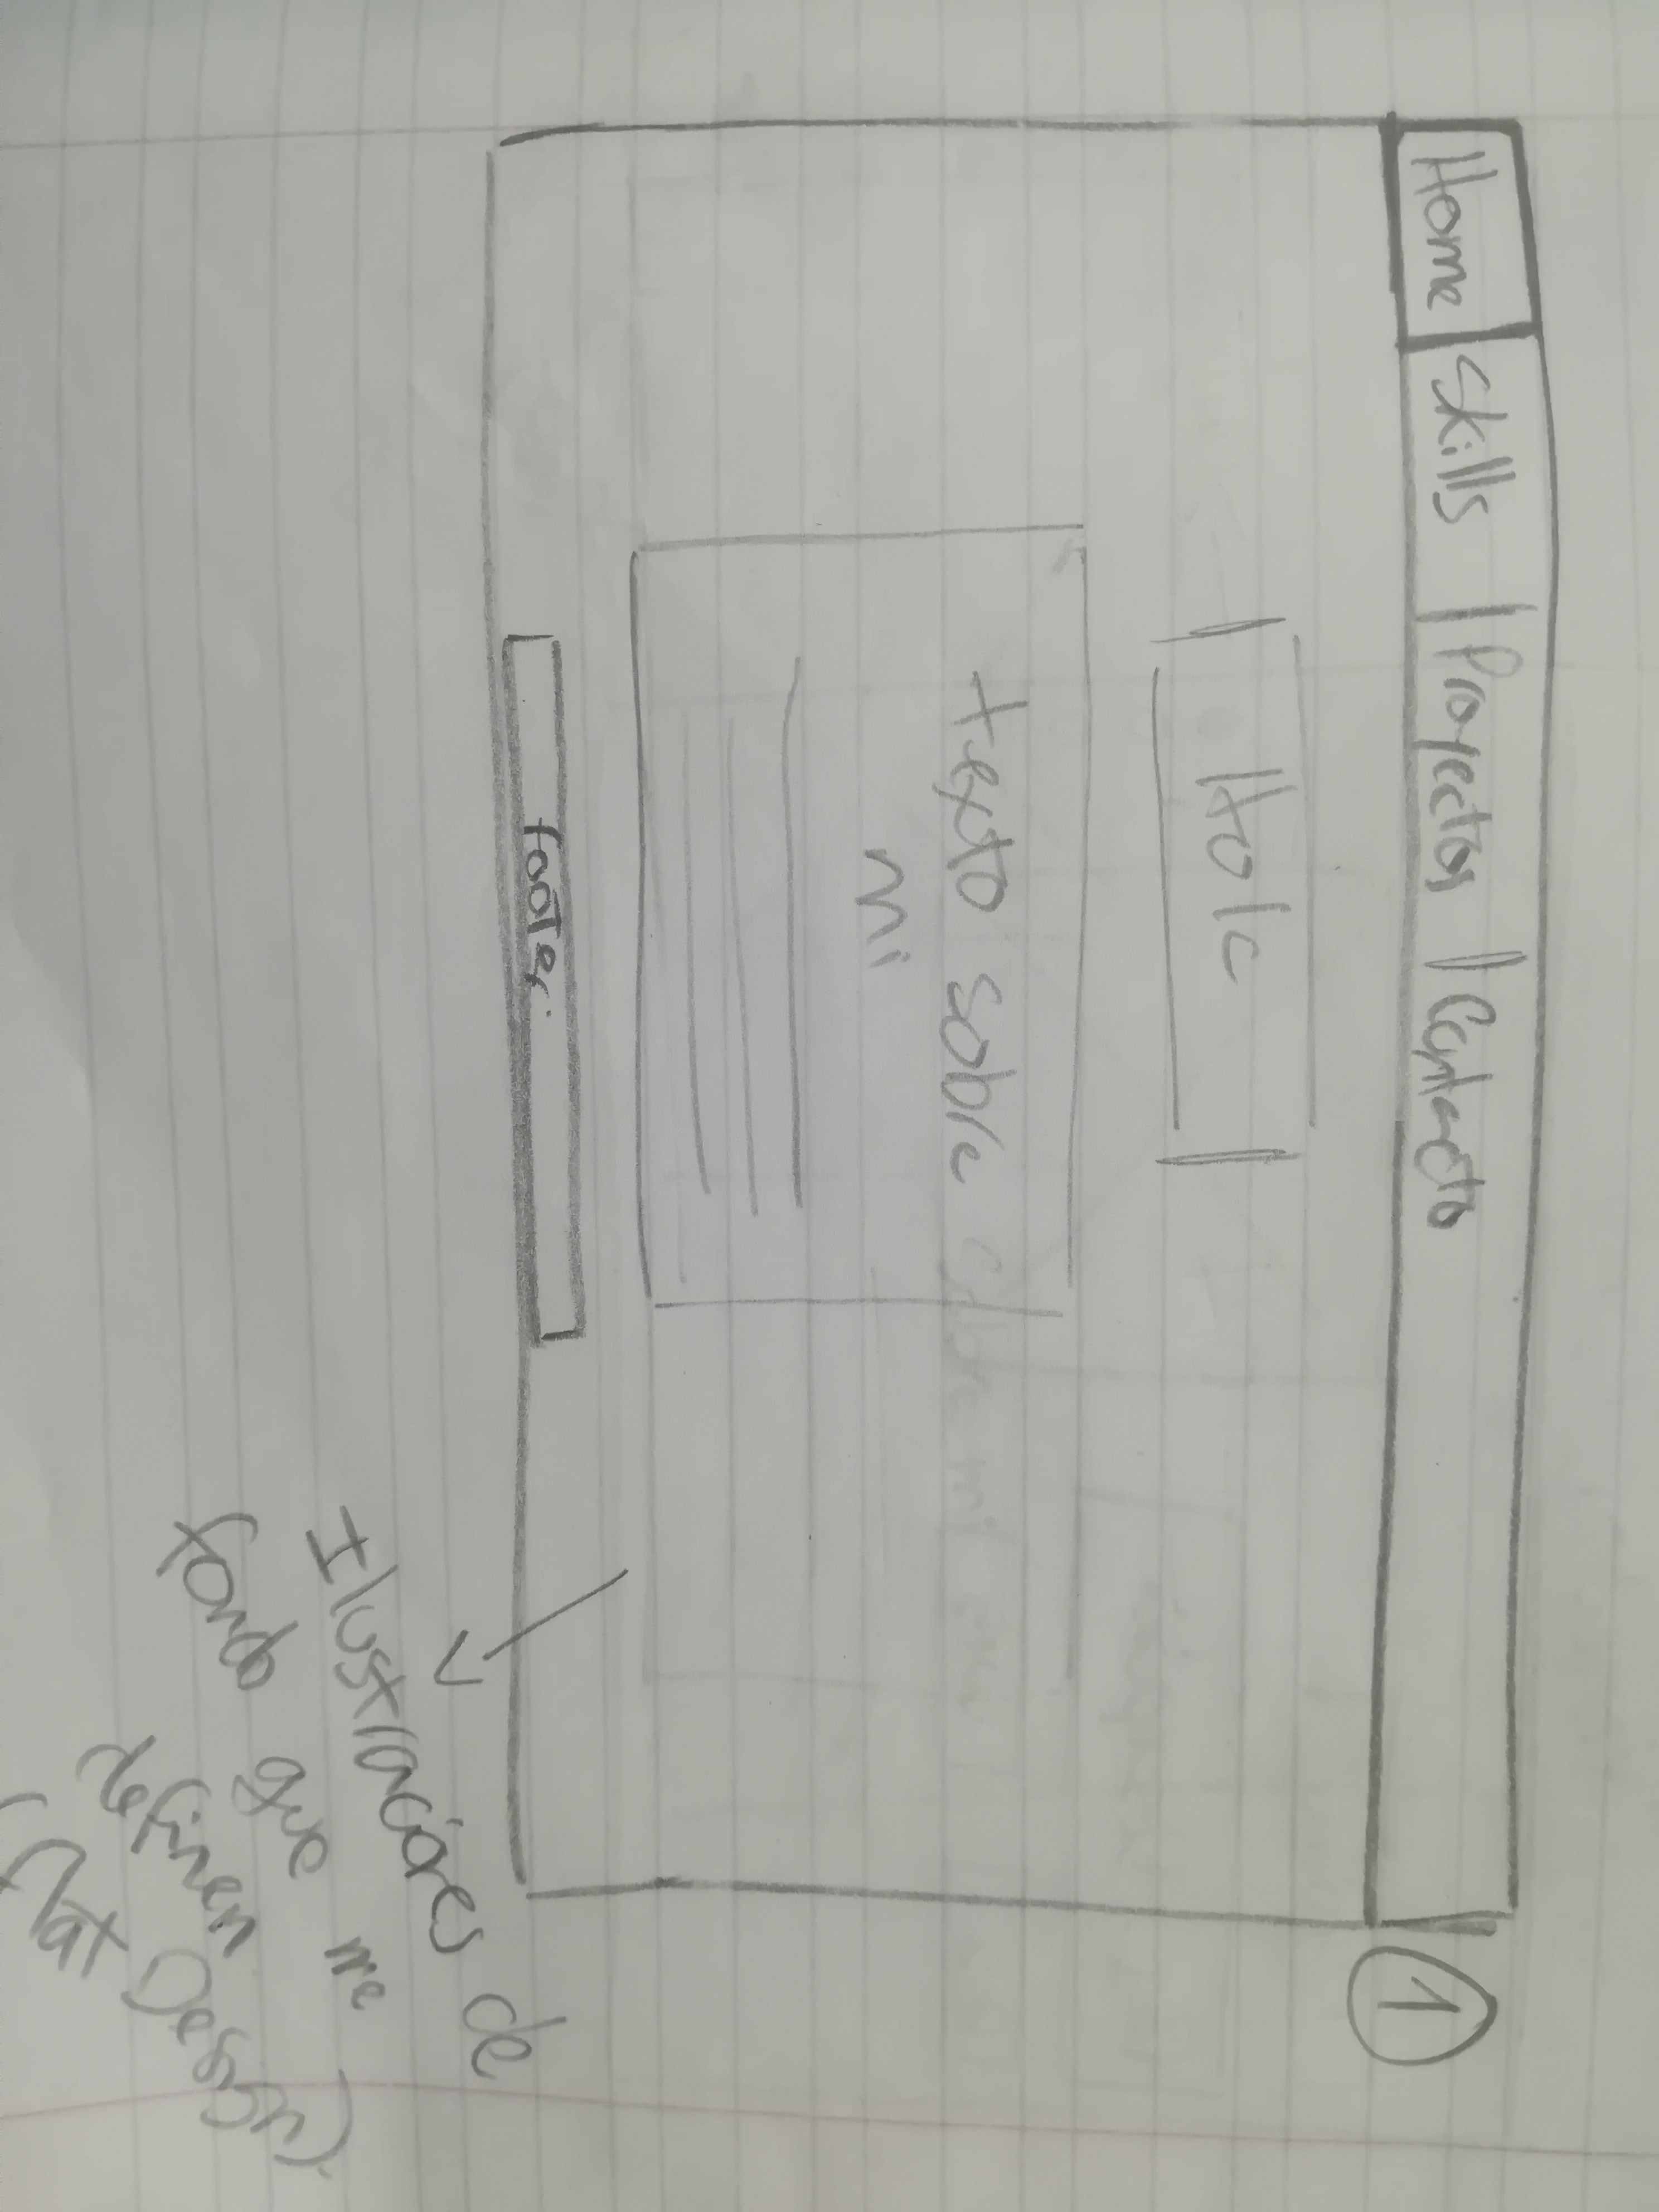 Home | Skills | Proyectos | Contacto
1
Hola
texto sobre
mi
footer.
Ilustraciones de
fondo que me
definen
(flat Design).